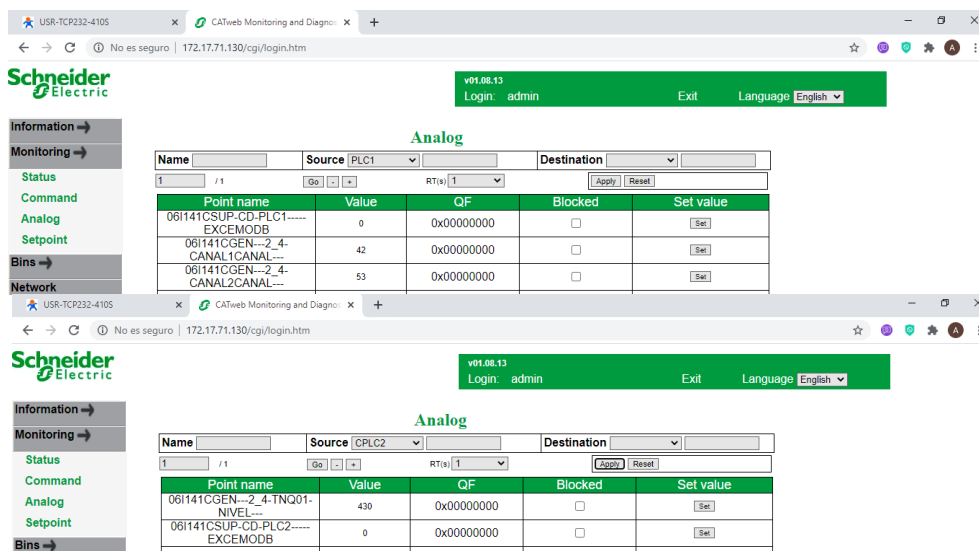 USR-TCP232-410S
CATweb Monitoring and Diagnos
No es seguro | 172.17.71.130/cgi/login.htm
A
Schneider
Electric
v01.08.13
Login: admin Exit Language English
Information
Monitoring
Status
Command
Analog
Setpoint
Bins
Network
Analog
Name Source PLC1 Destination
1 / 1 Go - + RT(s) 1 Apply Reset
Point name Value QF Blocked Set value
06I141CSUP-CD-PLC1-----
EXCEMODB 0 0x00000000 Set
06I141CGEN---2_4-
CANAL1CANAL--- 42 0x00000000 Set
06I141CGEN---2_4-
CANAL2CANAL--- 53 0x00000000 Set
USR-TCP232-410S
CATweb Monitoring and Diagnos
No es seguro | 172.17.71.130/cgi/login.htm
A
Schneider
Electric
v01.08.13
Login: admin Exit Language English
Information
Monitoring
Status
Command
Analog
Setpoint
Bins
Analog
Name Source CPLC2 Destination
1 / 1 Go - + RT(s) 1 Apply Reset
Point name Value QF Blocked Set value
06I141CGEN---2_4-TNQ01-
NIVEL--- 430 0x00000000 Set
06I141CSUP-CD-PLC2-----
EXCEMODB 0 0x00000000 Set